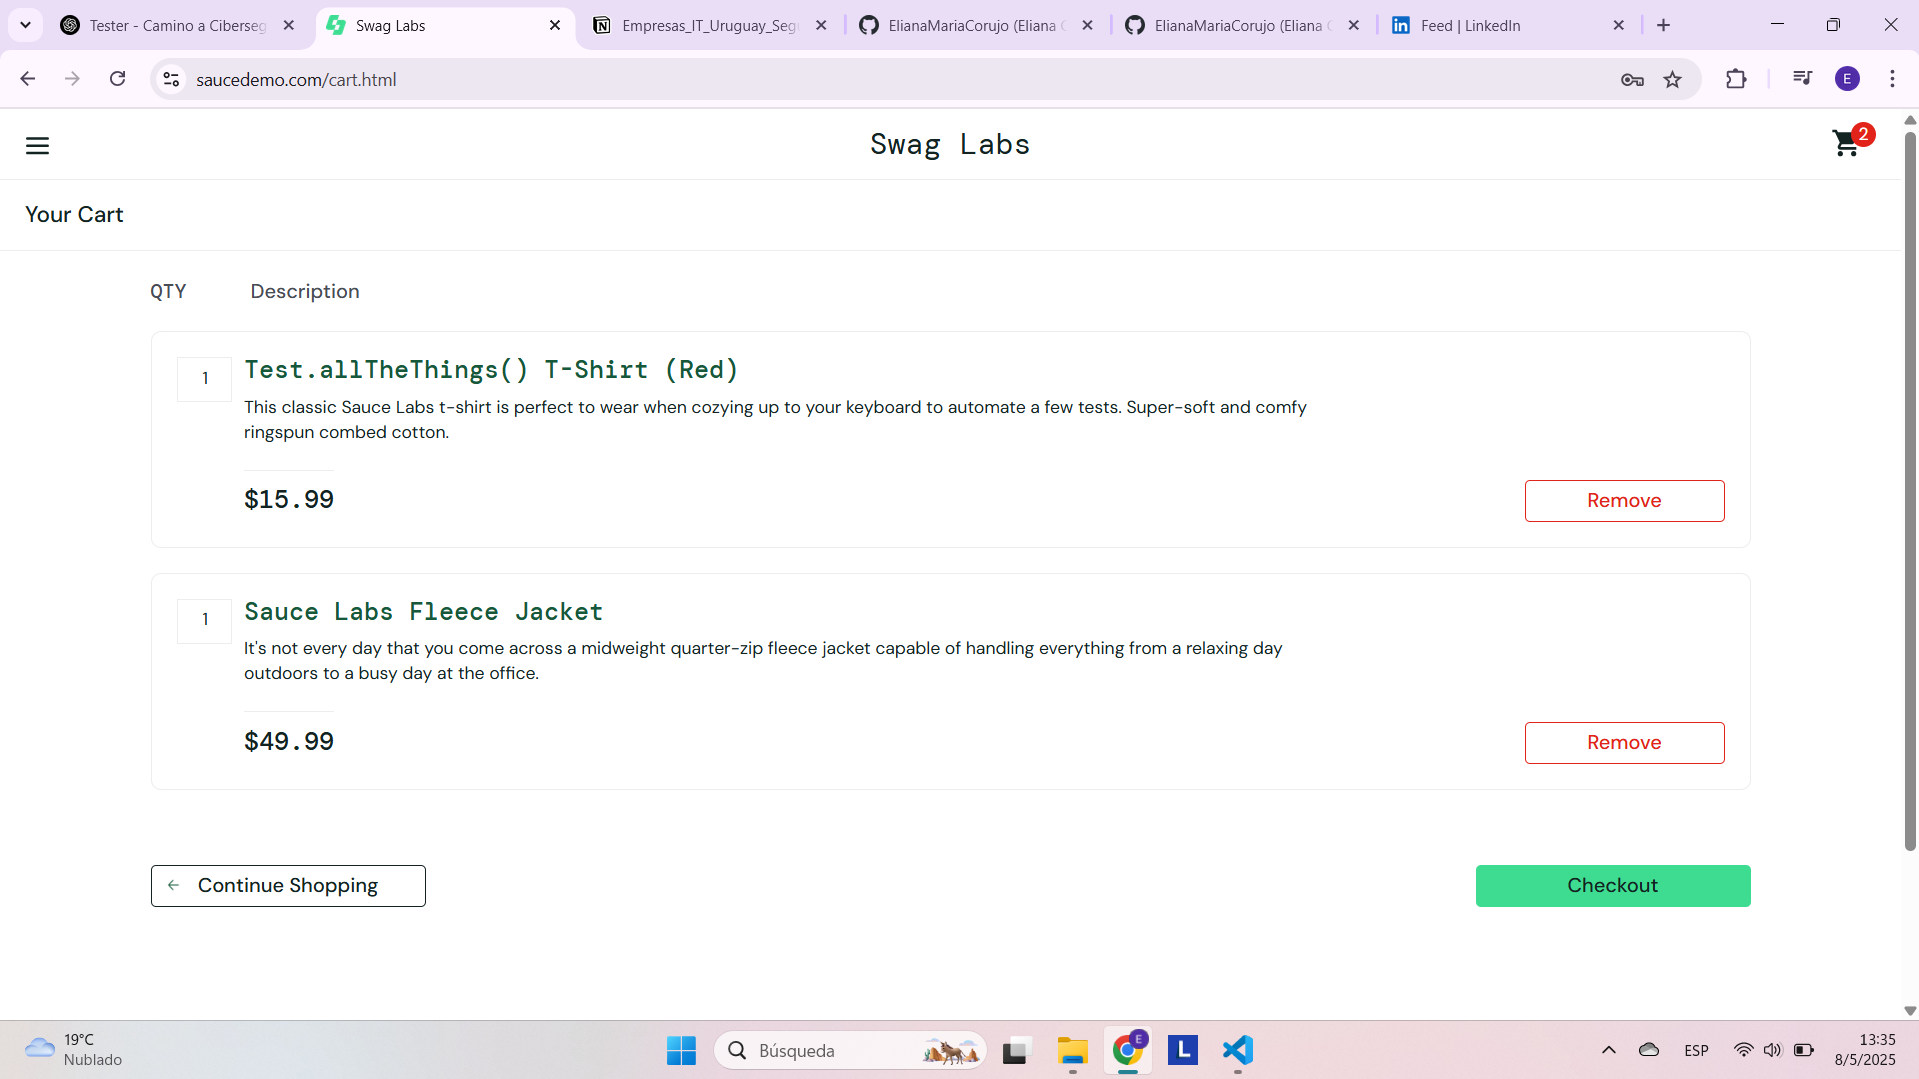 Tester - Camino a Ciberseg
Swag Labs
Empresas_IT_Uruguay_Seg
ElianaMariaCorujo (Eliana C
ElianaMariaCorujo (Eliana C
Feed | LinkedIn
saucedemo.com/cart.html
E
Swag Labs
2
Your Cart
QTY
Description
1
Test.allTheThings() T-Shirt (Red)
This classic Sauce Labs t-shirt is perfect to wear when cozying up to your keyboard to automate a few tests. Super-soft and comfy
ringspun combed cotton.
$15.99
Remove
1
Sauce Labs Fleece Jacket
It's not every day that you come across a midweight quarter-zip fleece jacket capable of handling everything from a relaxing day
outdoors to a busy day at the office.
$49.99
Remove
Continue Shopping
Checkout
19°C
Nublado
Búsqueda
E
L
ESP
13:35
8/5/2025